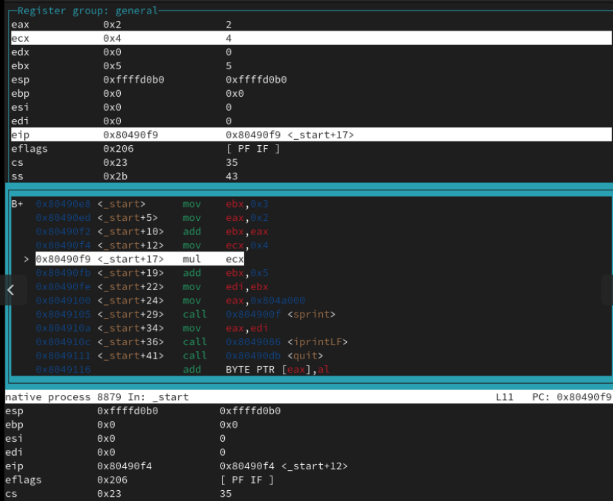 Register group: general
eax 0x2 2
ecx 0x4 4
edx 0x0 0
ebx 0x5 5
esp 0xffffd0b0 0xffffd0b0
ebp 0x0 0x0
esi 0x0 0
edi 0x0 0
eip 0x80490f9 0x80490f9 <_start+17>
eflags 0x206 [ PF IF ]
cs 0x23 35
ss 0x2b 43
B+ 0x80490e8 <_start> mov ebx,0x3
0x80490ed <_start+5> mov eax,0x2
0x80490f2 <_start+10> add ebx,eax
0x80490f4 <_start+12> mov ecx,0x4
> 0x80490f9 <_start+17> mul ecx
0x80490fb <_start+19> add ebx,0x5
0x80490fe <_start+22> mov edi,ebx
0x8049100 <_start+24> mov eax,0x804a000
0x8049105 <_start+29> call 0x804900f <sprint>
0x804910a <_start+34> mov eax,edi
0x804910c <_start+36> call 0x8049086 <iprintLF>
0x8049111 <_start+41> call 0x80490db <quit>
0x8049116 add BYTE PTR [eax],al
native process 8879 In: _start L11 PC: 0x80490f9
esp 0xffffd0b0 0xffffd0b0
ebp 0x0 0x0
esi 0x0 0
edi 0x0 0
eip 0x80490f4 0x80490f4 <_start+12>
eflags 0x206 [ PF IF ]
cs 0x23 35